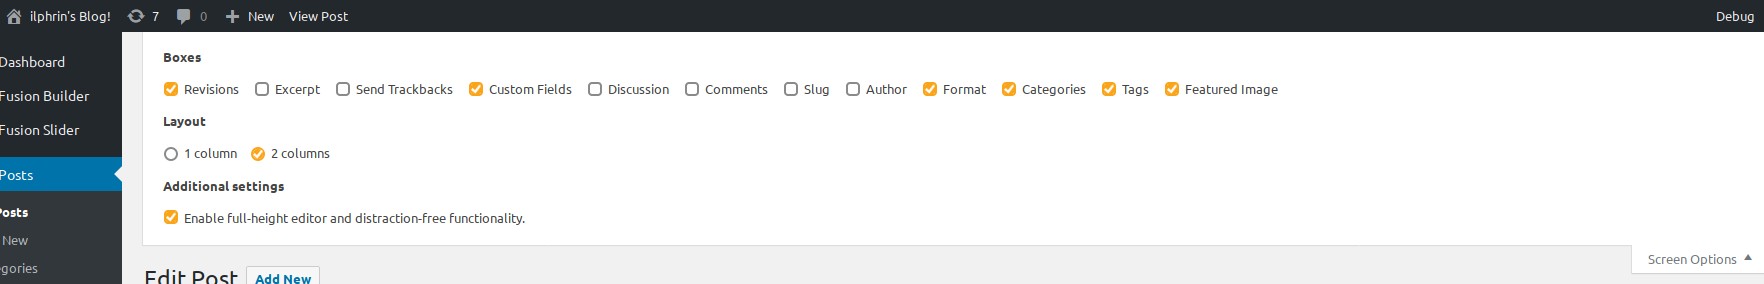 ilphrin's Blog! 7 0 New View Post Debug
Dashboard
Fusion Builder
Fusion Slider
Posts
Posts
New
egories
Boxes
Revisions Excerpt Send Trackbacks Custom Fields Discussion Comments Slug Author Format Categories Tags Featured Image
Layout
1 column 2 columns
Additional settings
Enable full-height editor and distraction-free functionality.
Screen Options
Edit Post Add New